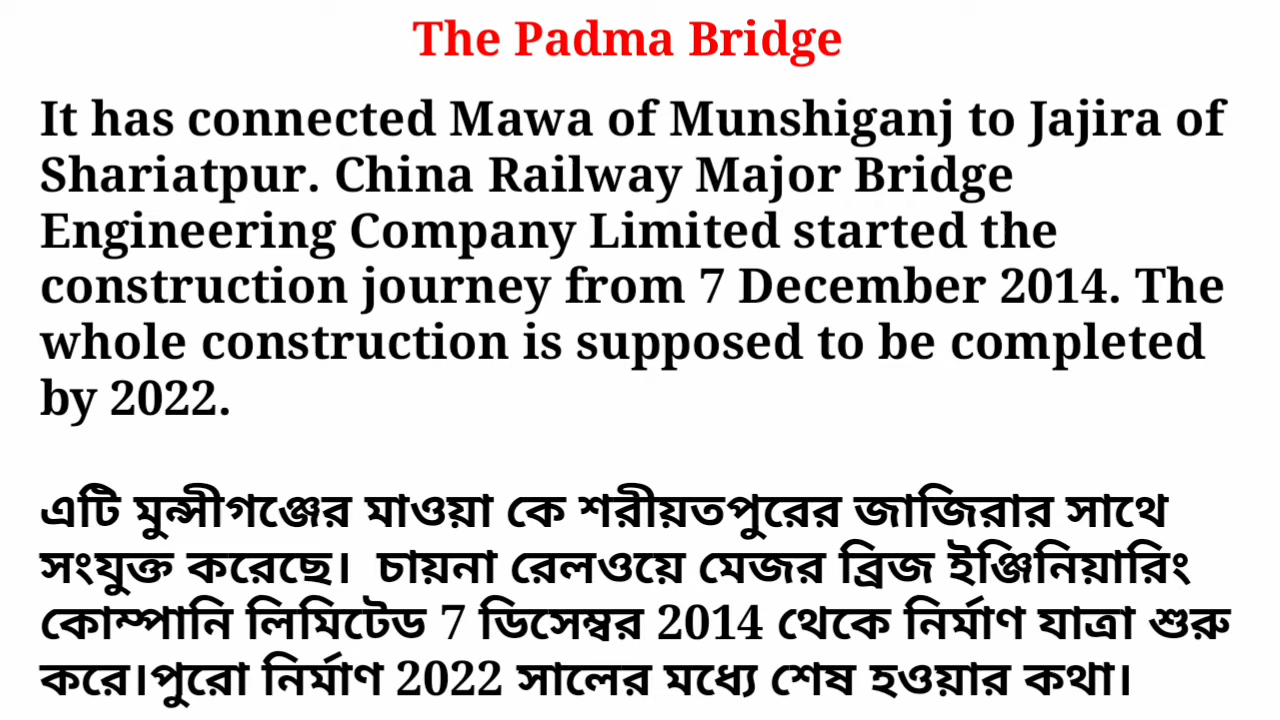 The Padma Bridge
It has connected Mawa of Munshiganj to Jajira of
Shariatpur. China Railway Major Bridge
Engineering Company Limited started the
construction journey from 7 December 2014. The
whole construction is supposed to be completed
by 2022.
এটি মুন্সীগঞ্জের মাওয়া কে শরীয়তপুরের জাজিরার সাথে
সংযুক্ত করেছে। চায়না রেলওয়ে মেজর ব্রিজ ইঞ্জিনিয়ারিং
কোম্পানি লিমিটেড 7 ডিসেম্বর 2014 থেকে নির্মাণ যাত্রা শুরু
করে।পুরো নির্মাণ 2022 সালের মধ্যে শেষ হওয়ার কথা।